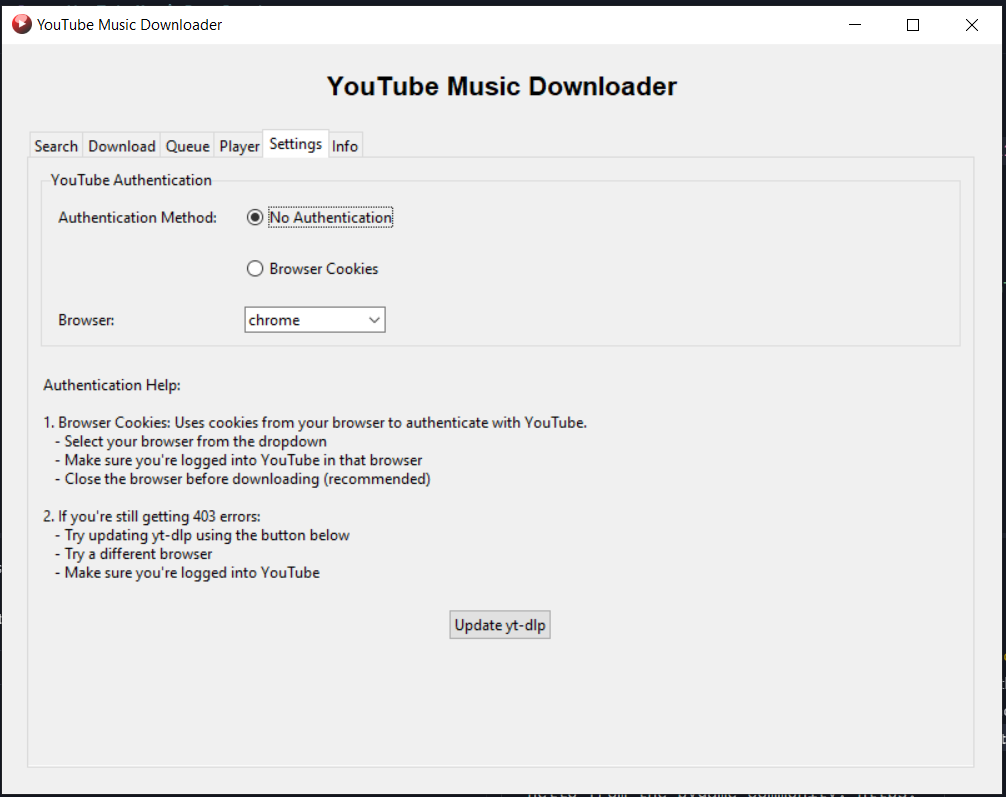 YouTube Music Downloader
YouTube Music Downloader
Search Download Queue Player Settings Info
YouTube Authentication
Authentication Method: No Authentication
Browser Cookies
Browser: chrome
Authentication Help:
1. Browser Cookies: Uses cookies from your browser to authenticate with YouTube.
- Select your browser from the dropdown
- Make sure you're logged into YouTube in that browser
- Close the browser before downloading (recommended)
2. If you're still getting 403 errors:
- Try updating yt-dlp using the button below
- Try a different browser
- Make sure you're logged into YouTube
Update yt-dlp